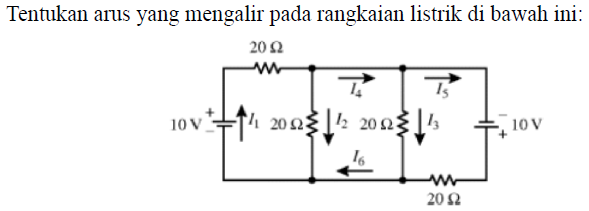 Tentukan arus yang mengalir pada rangkaian listrik di bawah ini:
20 Ω
I4
I5
10 V
+
−
I1
20 Ω
I2
20 Ω
I3
−
+
10 V
I6
20 Ω